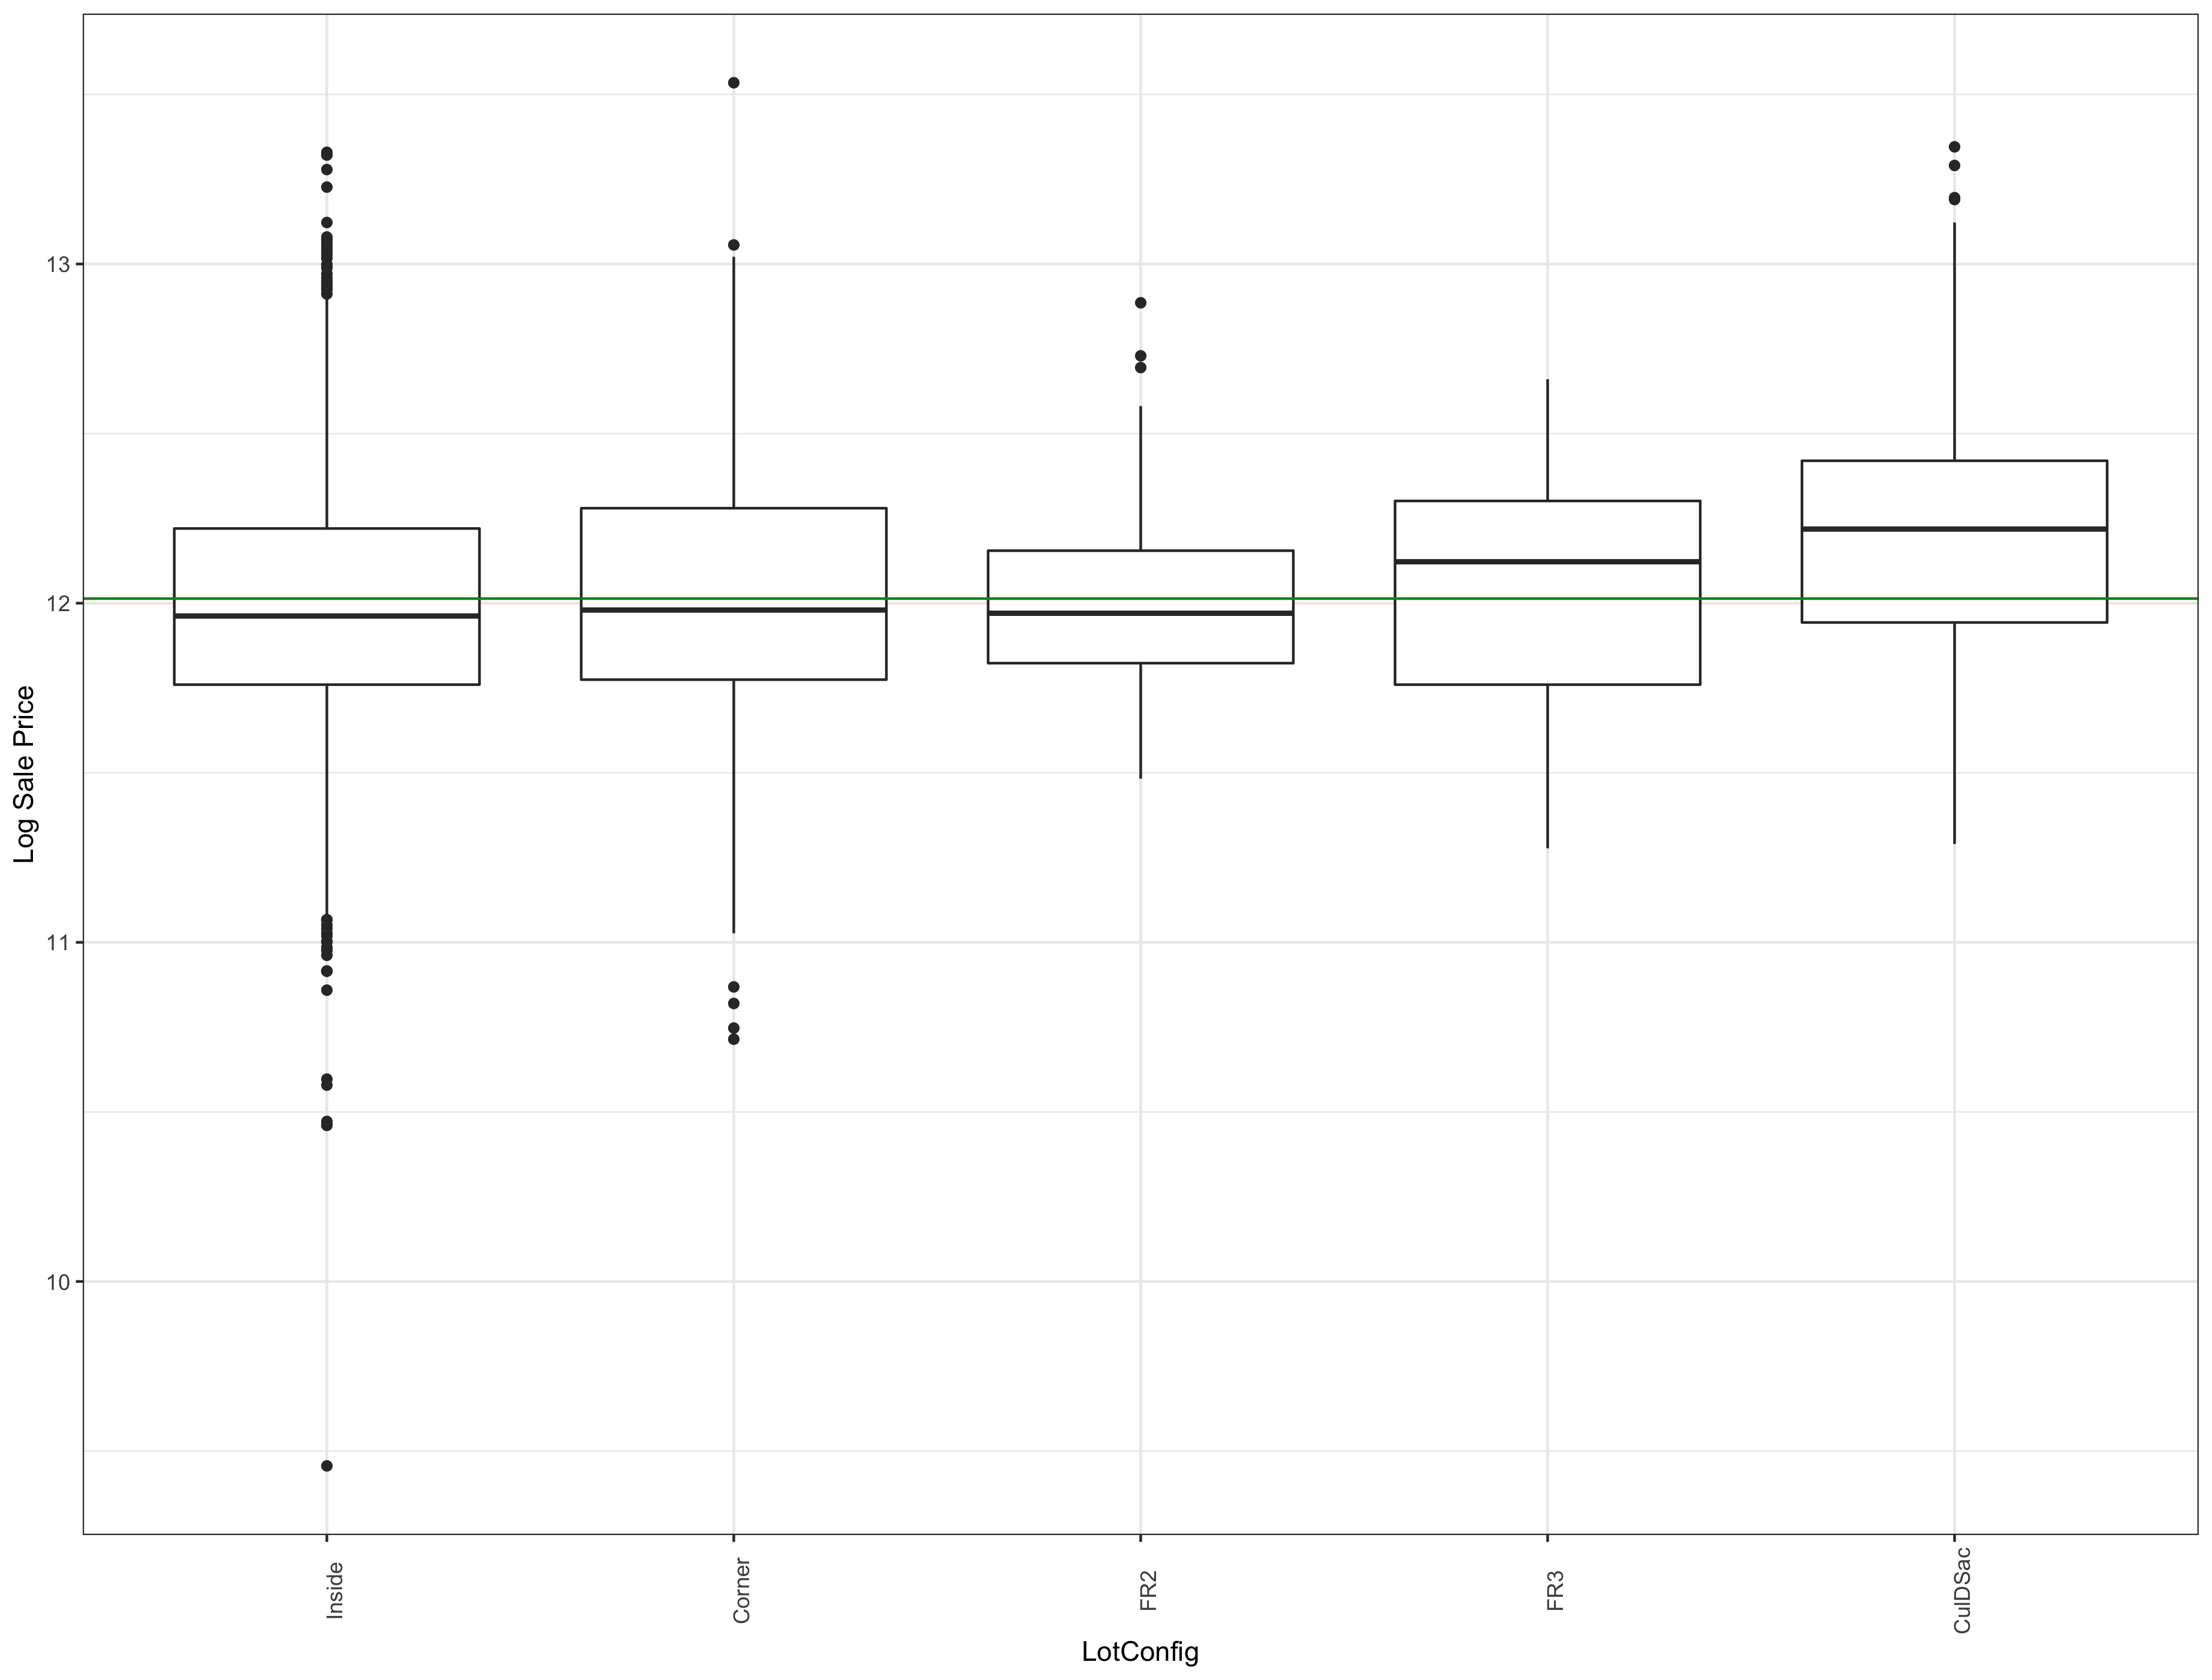 Log Sale Price
13
12
11
10
Inside
Corner
FR2
FR3
CulDSac
LotConfig